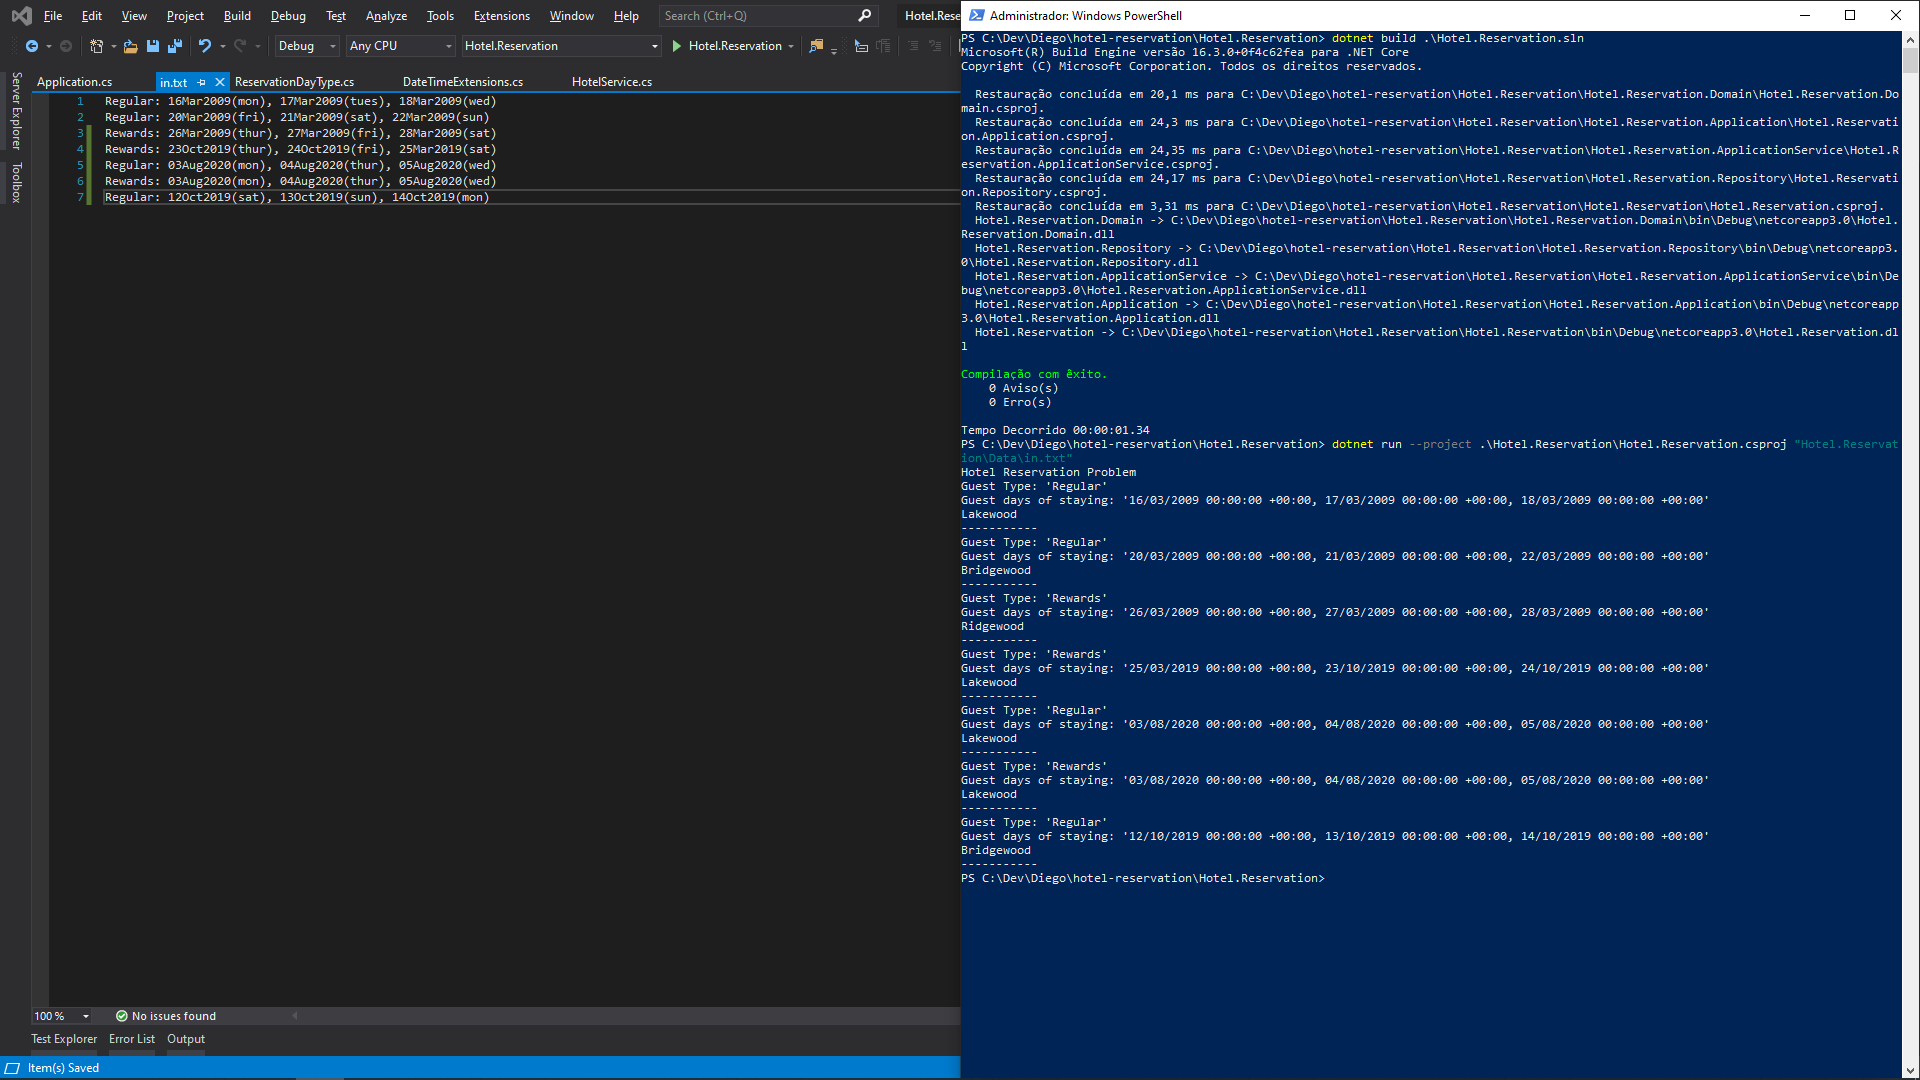 File Edit View Project Build Debug Test Analyze Tools Extensions Window Help Search (Ctrl+Q) Hotel.Rese
Debug Any CPU Hotel.Reservation Hotel.Reservation
Application.cs in.txt ReservationDayType.cs DateTimeExtensions.cs HotelService.cs
Server Explorer
Toolbox
1 Regular: 16Mar2009(mon), 17Mar2009(tues), 18Mar2009(wed)
2 Regular: 20Mar2009(fri), 21Mar2009(sat), 22Mar2009(sun)
3 Rewards: 26Mar2009(thur), 27Mar2009(fri), 28Mar2009(sat)
4 Rewards: 23Oct2019(thur), 24Oct2019(fri), 25Mar2019(sat)
5 Regular: 03Aug2020(mon), 04Aug2020(thur), 05Aug2020(wed)
6 Rewards: 03Aug2020(mon), 04Aug2020(thur), 05Aug2020(wed)
7 Regular: 12Oct2019(sat), 13Oct2019(sun), 14Oct2019(mon)
100 % No issues found
Test Explorer Error List Output
Item(s) Saved
Administrador: Windows PowerShell
PS C:\Dev\Diego\hotel-reservation\Hotel.Reservation> dotnet build .\Hotel.Reservation.sln
Microsoft(R) Build Engine versão 16.3.0+0f4c62fea para .NET Core
Copyright (C) Microsoft Corporation. Todos os direitos reservados.
Restauração concluída em 20,1 ms para C:\Dev\Diego\hotel-reservation\Hotel.Reservation\Hotel.Reservation.Domain\Hotel.Reservation.Do
main.csproj.
Restauração concluída em 24,3 ms para C:\Dev\Diego\hotel-reservation\Hotel.Reservation\Hotel.Reservation.Application\Hotel.Reservati
on.Application.csproj.
Restauração concluída em 24,35 ms para C:\Dev\Diego\hotel-reservation\Hotel.Reservation\Hotel.Reservation.ApplicationService\Hotel.R
eservation.ApplicationService.csproj.
Restauração concluída em 24,17 ms para C:\Dev\Diego\hotel-reservation\Hotel.Reservation\Hotel.Reservation.Repository\Hotel.Reservati
on.Repository.csproj.
Restauração concluída em 3,31 ms para C:\Dev\Diego\hotel-reservation\Hotel.Reservation\Hotel.Reservation\Hotel.Reservation.csproj.
Hotel.Reservation.Domain -> C:\Dev\Diego\hotel-reservation\Hotel.Reservation\Hotel.Reservation.Domain\bin\Debug\netcoreapp3.0\Hotel.
Reservation.Domain.dll
Hotel.Reservation.Repository -> C:\Dev\Diego\hotel-reservation\Hotel.Reservation\Hotel.Reservation.Repository\bin\Debug\netcoreapp3.
0\Hotel.Reservation.Repository.dll
Hotel.Reservation.ApplicationService -> C:\Dev\Diego\hotel-reservation\Hotel.Reservation\Hotel.Reservation.ApplicationService\bin\De
bug\netcoreapp3.0\Hotel.Reservation.ApplicationService.dll
Hotel.Reservation.Application -> C:\Dev\Diego\hotel-reservation\Hotel.Reservation\Hotel.Reservation.Application\bin\Debug\netcoreapp
3.0\Hotel.Reservation.Application.dll
Hotel.Reservation -> C:\Dev\Diego\hotel-reservation\Hotel.Reservation\Hotel.Reservation\bin\Debug\netcoreapp3.0\Hotel.Reservation.dl
l
Compilação com êxito.
0 Aviso(s)
0 Erro(s)
Tempo Decorrido 00:00:01.34
PS C:\Dev\Diego\hotel-reservation\Hotel.Reservation> dotnet run --project .\Hotel.Reservation\Hotel.Reservation.csproj "Hotel.Reservat
ion\Data\in.txt"
Hotel Reservation Problem
Guest Type: 'Regular'
Guest days of staying: '16/03/2009 00:00:00 +00:00, 17/03/2009 00:00:00 +00:00, 18/03/2009 00:00:00 +00:00'
Lakewood
-----------
Guest Type: 'Regular'
Guest days of staying: '20/03/2009 00:00:00 +00:00, 21/03/2009 00:00:00 +00:00, 22/03/2009 00:00:00 +00:00'
Bridgewood
-----------
Guest Type: 'Rewards'
Guest days of staying: '26/03/2009 00:00:00 +00:00, 27/03/2009 00:00:00 +00:00, 28/03/2009 00:00:00 +00:00'
Ridgewood
-----------
Guest Type: 'Rewards'
Guest days of staying: '25/03/2019 00:00:00 +00:00, 23/10/2019 00:00:00 +00:00, 24/10/2019 00:00:00 +00:00'
Lakewood
-----------
Guest Type: 'Regular'
Guest days of staying: '03/08/2020 00:00:00 +00:00, 04/08/2020 00:00:00 +00:00, 05/08/2020 00:00:00 +00:00'
Lakewood
-----------
Guest Type: 'Rewards'
Guest days of staying: '03/08/2020 00:00:00 +00:00, 04/08/2020 00:00:00 +00:00, 05/08/2020 00:00:00 +00:00'
Lakewood
-----------
Guest Type: 'Regular'
Guest days of staying: '12/10/2019 00:00:00 +00:00, 13/10/2019 00:00:00 +00:00, 14/10/2019 00:00:00 +00:00'
Bridgewood
-----------
PS C:\Dev\Diego\hotel-reservation\Hotel.Reservation>